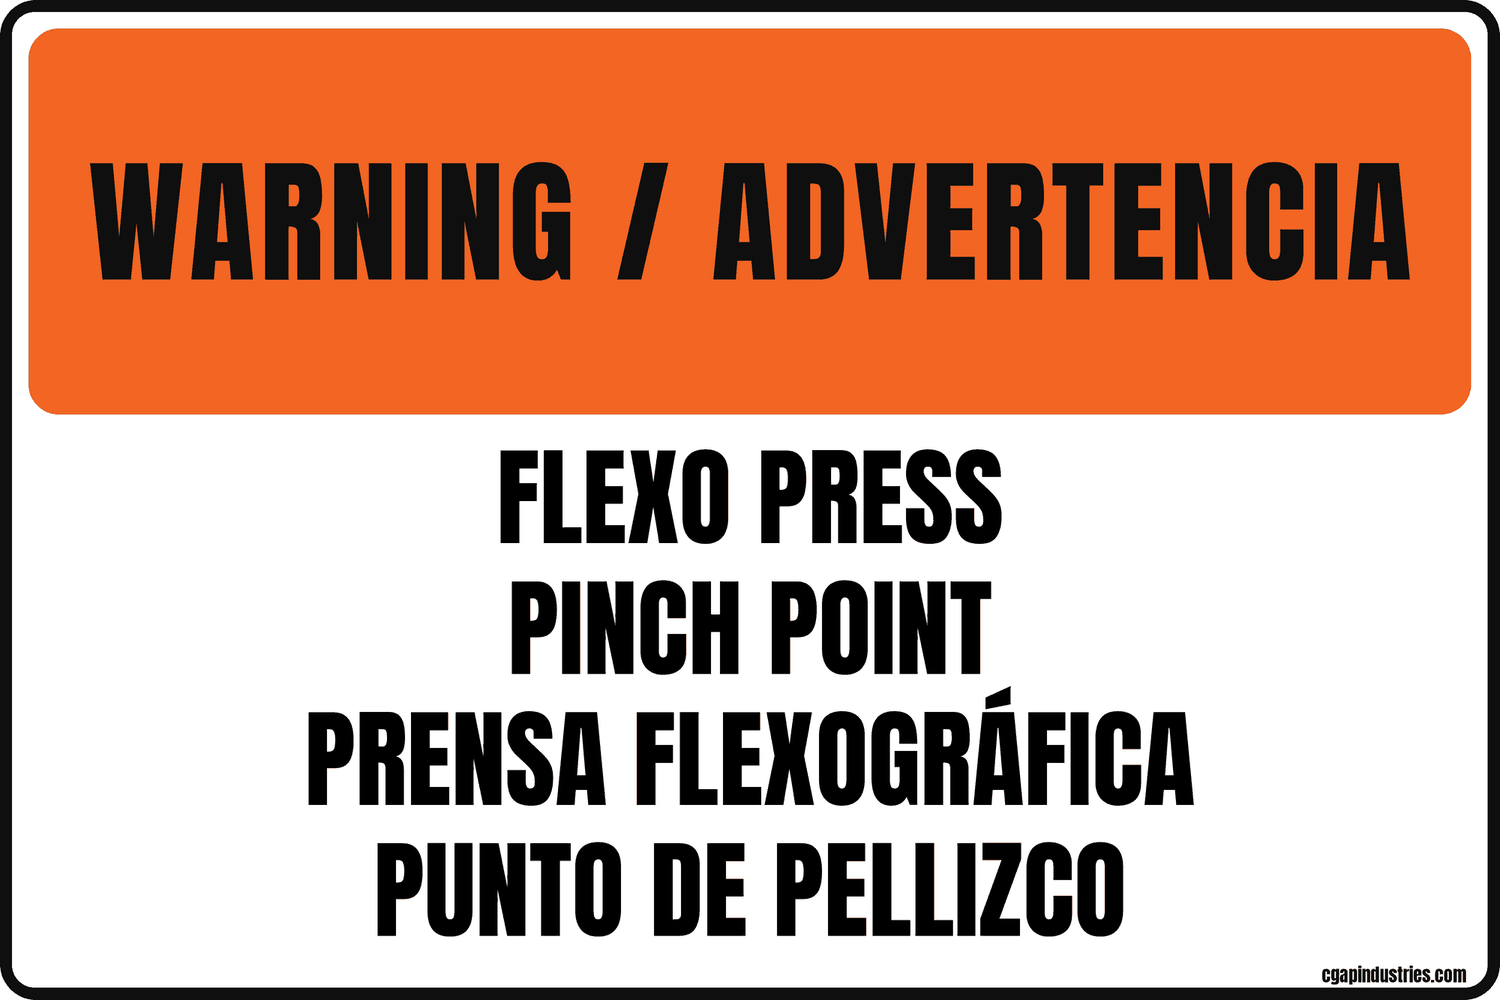 WARNING / ADVERTENCIA
FLEXO PRESS
PINCH POINT
PRENSA FLEXOGRÁFICA
PUNTO DE PELLIZCO
cgapindustries.com